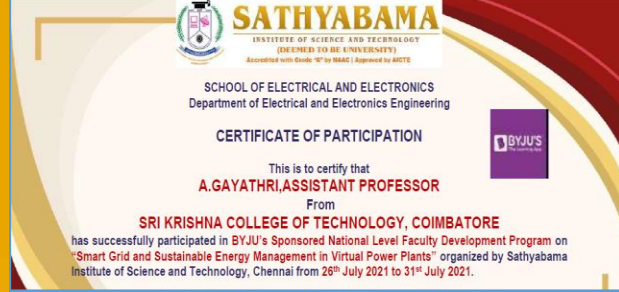 SATHYABAMA
INSTITUTE OF SCIENCE AND TECHNOLOGY
(DEEMED TO BE UNIVERSITY)
Accredited with Grade "A" by NAAC | Approved by AICTE
SCHOOL OF ELECTRICAL AND ELECTRONICS
Department of Electrical and Electronics Engineering
CERTIFICATE OF PARTICIPATION
BYJU'S
The Learning App
This is to certify that
A.GAYATHRI,ASSISTANT PROFESSOR
From
SRI KRISHNA COLLEGE OF TECHNOLOGY, COIMBATORE
has successfully participated in BYJU's Sponsored National Level Faculty Development Program on
"Smart Grid and Sustainable Energy Management in Virtual Power Plants" organized by Sathyabama
Institute of Science and Technology, Chennai from 26th July 2021 to 31st July 2021.